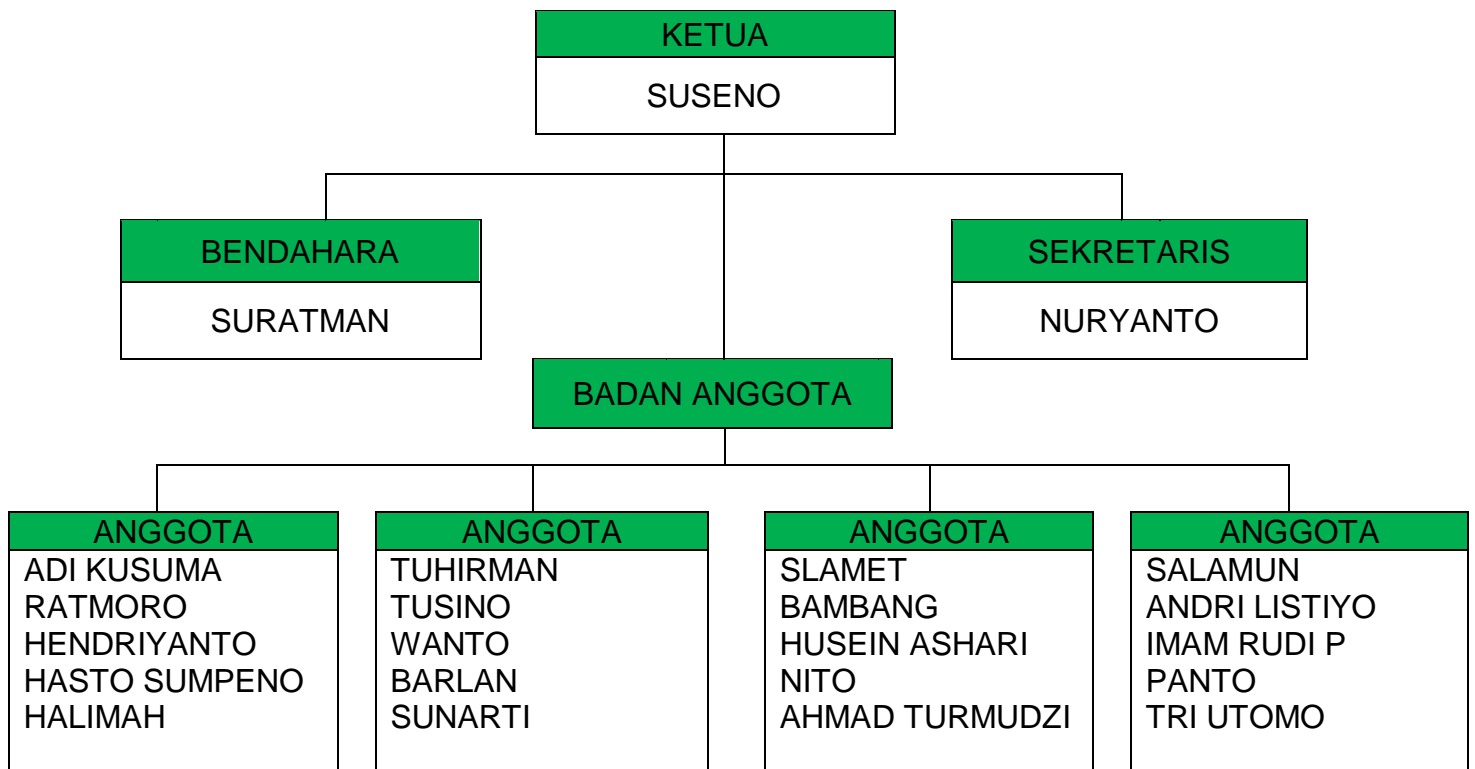 KETUA
SUSENO
BENDAHARA
SURATMAN
SEKRETARIS
NURYANTO
BADAN ANGGOTA
ANGGOTA
ADI KUSUMA
RATMORO
HENDRIYANTO
HASTO SUMPENO
HALIMAH
ANGGOTA
TUHIRMAN
TUSINO
WANTO
BARLAN
SUNARTI
ANGGOTA
SLAMET
BAMBANG
HUSEIN ASHARI
NITO
AHMAD TURMUDZI
ANGGOTA
SALAMUN
ANDRI LISTIYO
IMAM RUDI P
PANTO
TRI UTOMO